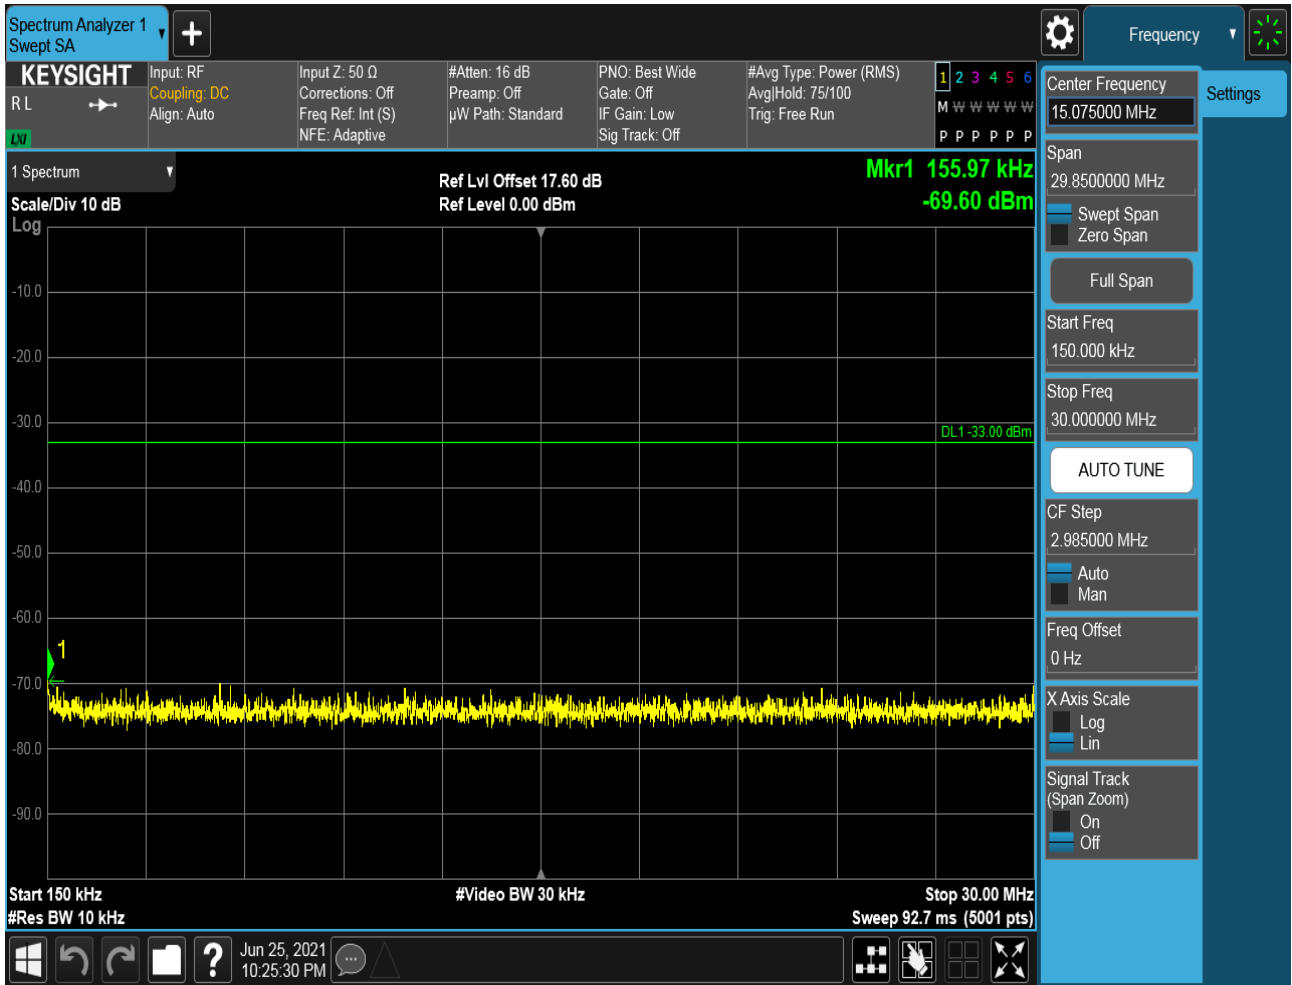 Spectrum Analyzer 1
Swept SA
Frequency
KEYSIGHT
R L
LXI
Input: RF
Coupling: DC
Align: Auto
Input Z: 50 Ω
Corrections: Off
Freq Ref: Int (S)
NFE: Adaptive
#Atten: 16 dB
Preamp: Off
µW Path: Standard
PNO: Best Wide
Gate: Off
IF Gain: Low
Sig Track: Off
#Avg Type: Power (RMS)
Avg|Hold: 75/100
Trig: Free Run
1 2 3 4 5 6
M W W W W W
P P P P P P
1 Spectrum
Scale/Div 10 dB
Log
Ref Lvl Offset 17.60 dB
Ref Level 0.00 dBm
Mkr1 155.97 kHz
-69.60 dBm
-10.0
-20.0
-30.0
DL1 -33.00 dBm
-40.0
-50.0
-60.0
1
-70.0
-80.0
-90.0
Start 150 kHz
#Video BW 30 kHz
Stop 30.00 MHz
#Res BW 10 kHz
Sweep 92.7 ms (5001 pts)
Center Frequency
15.075000 MHz
Settings
Span
29.8500000 MHz
Swept Span
Zero Span
Full Span
Start Freq
150.000 kHz
Stop Freq
30.000000 MHz
AUTO TUNE
CF Step
2.985000 MHz
Auto
Man
Freq Offset
0 Hz
X Axis Scale
Log
Lin
Signal Track
(Span Zoom)
On
Off
?
Jun 25, 2021
10:25:30 PM